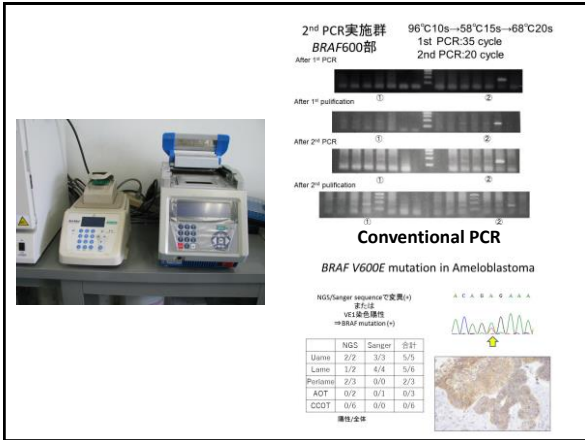 2nd PCR実施群
BRAF600部
96℃10s→58℃15s→68℃20s
1st PCR:35 cycle
2nd PCR:20 cycle
After 1st PCR
① ②
After 1st pulification
① ②
After 2nd PCR
① ②
After 2nd pulification
① ②
Conventional PCR
BRAF V600E mutation in Ameloblastoma
NGS/Sanger sequenceで変異(+)
または
VE1染色陽性
⇒BRAF mutation (+)
A C A G A G A A A
NGS Sanger 合計
Uame 2/2 3/3 5/5
Lame 1/2 4/4 5/6
Periame 2/3 0/0 2/3
AOT 0/2 0/1 0/3
CCOT 0/6 0/0 0/6
陽性/全体